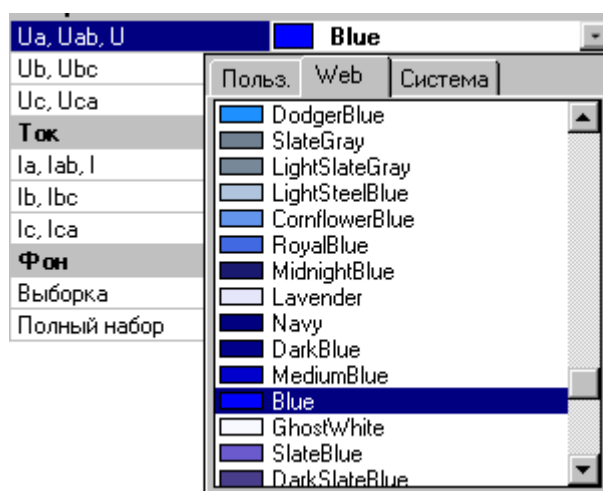 Ua, Uab, U Blue
Ub, Ubc
Uc, Uca
Ток
Ia, Iab, I
Ib, Ibc
Ic, Ica
Фон
Выборка
Полный набор
Польз. Web Система
DodgerBlue
SlateGray
LightSlateGray
LightSteelBlue
CornflowerBlue
RoyalBlue
MidnightBlue
Lavender
Navy
DarkBlue
MediumBlue
Blue
GhostWhite
SlateBlue
DarkSlateBlue